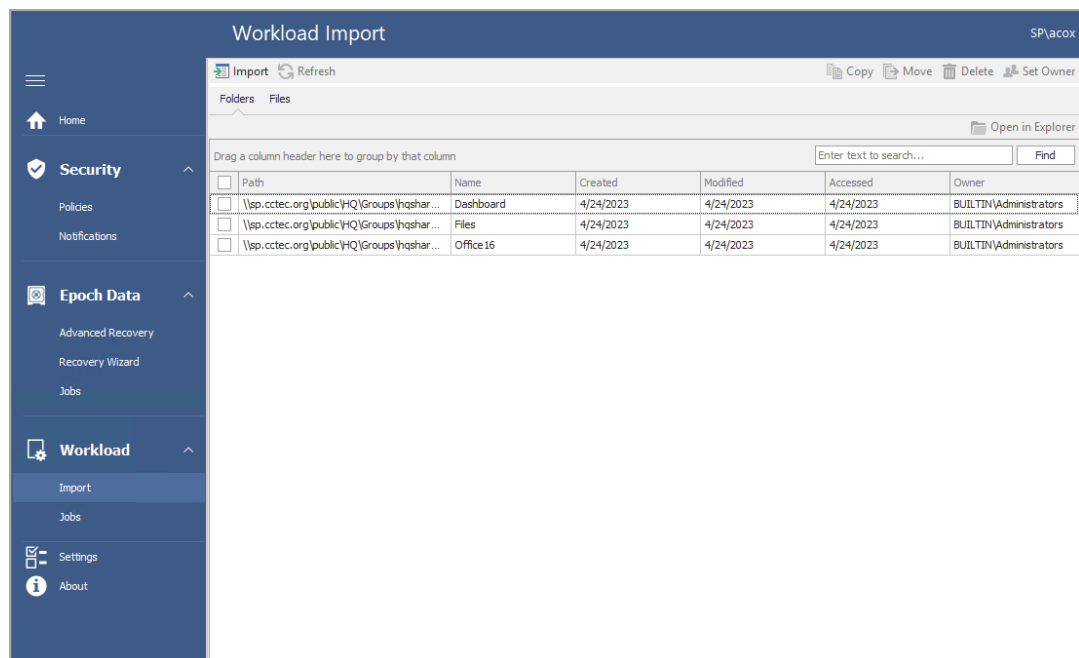 Workload Import
SP\acox
Import Refresh Copy Move Delete Set Owner
Folders Files
Open in Explorer
Drag a column header here to group by that column
Enter text to search... Find
Path Name Created Modified Accessed Owner
\\sp.cctec.org\public\HQ\Groups\hqshar... Dashboard 4/24/2023 4/24/2023 4/24/2023 BUILTIN\Administrators
\\sp.cctec.org\public\HQ\Groups\hqshar... Files 4/24/2023 4/24/2023 4/24/2023 BUILTIN\Administrators
\\sp.cctec.org\public\HQ\Groups\hqshar... Office16 4/24/2023 4/24/2023 4/24/2023 BUILTIN\Administrators
Home
Security
Policies
Notifications
Epoch Data
Advanced Recovery
Recovery Wizard
Jobs
Workload
Import
Jobs
Settings
About